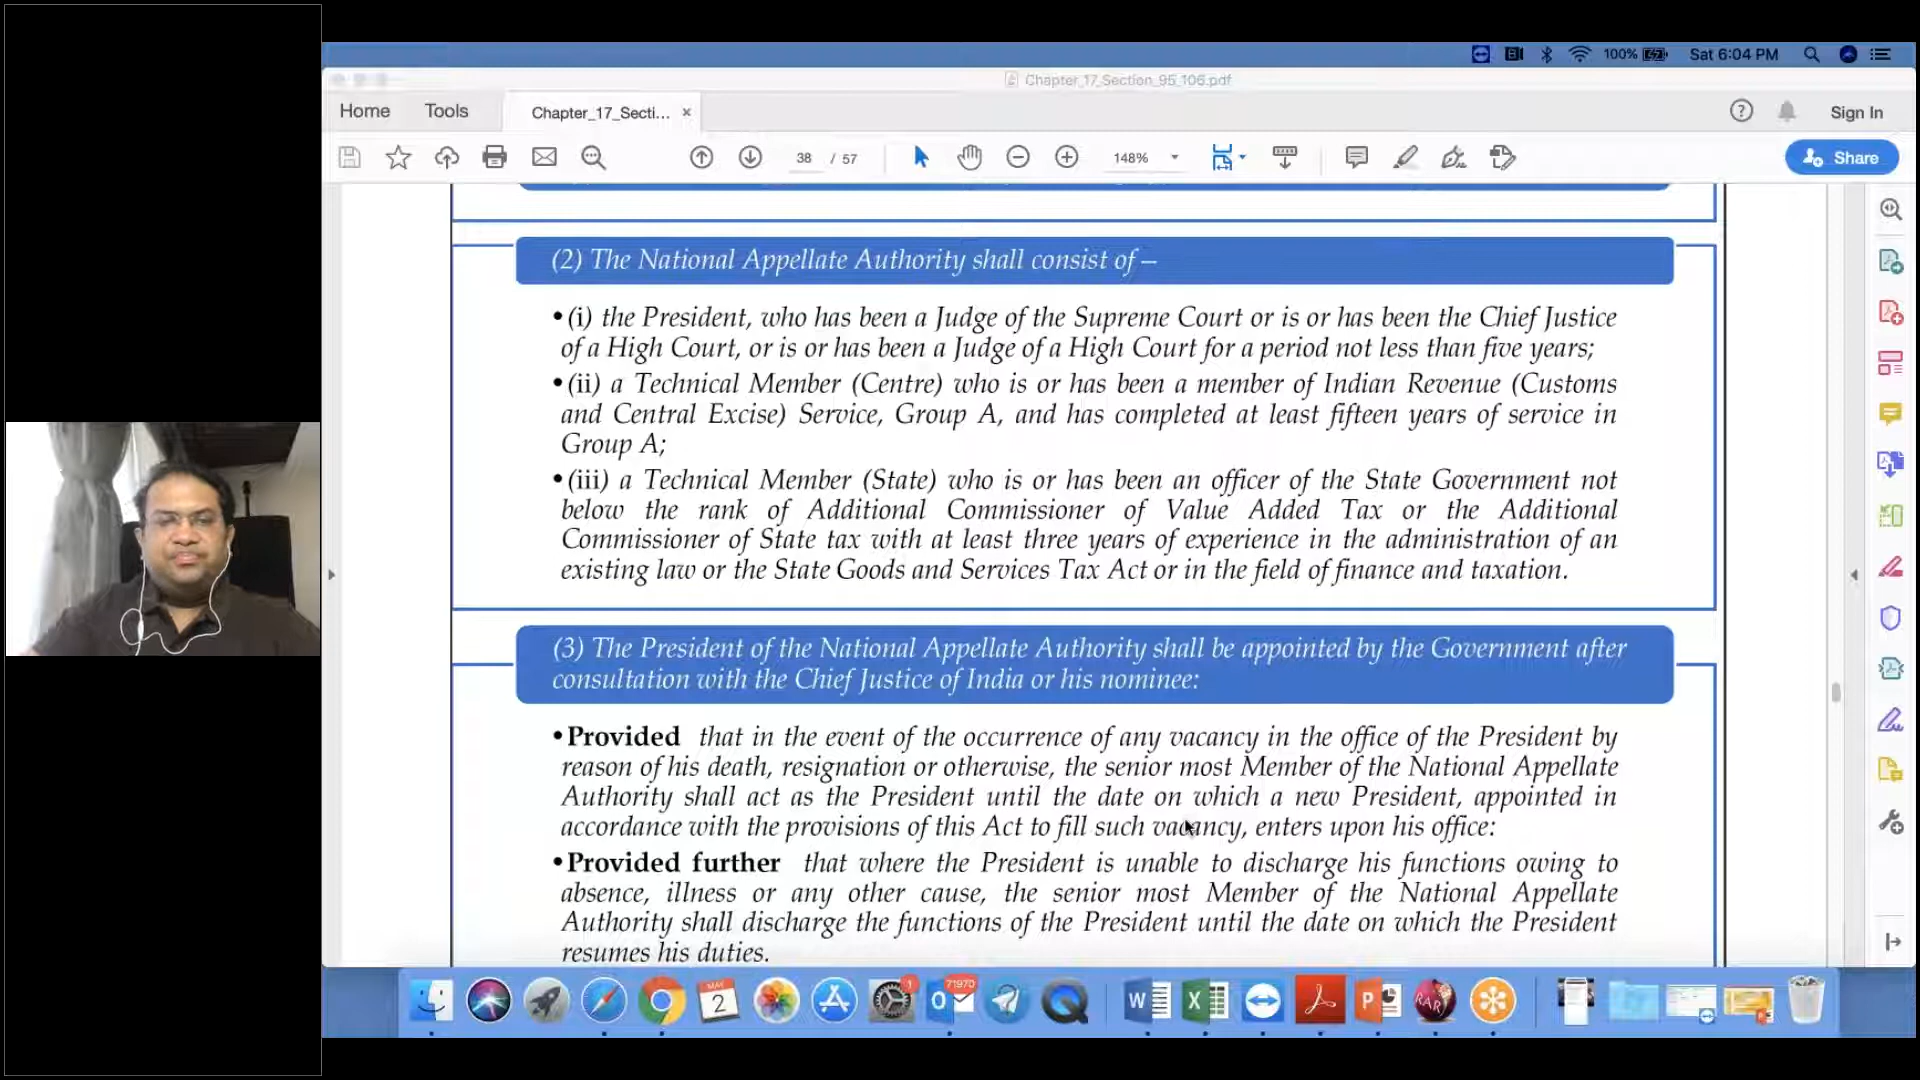 100%
Sat 6:04 PM
Chapter_17_Section_95_106.pdf
Home
Tools
Chapter_17_Secti...
×
Sign In
38 / 57
148%
Share
(2) The National Appellate Authority shall consist of—
•(i) the President, who has been a Judge of the Supreme Court or is or has been the Chief Justice
of a High Court, or is or has been a Judge of a High Court for a period not less than five years;
•(ii) a Technical Member (Centre) who is or has been a member of Indian Revenue (Customs
and Central Excise) Service, Group A, and has completed at least fifteen years of service in
Group A;
•(iii) a Technical Member (State) who is or has been an officer of the State Government not
below the rank of Additional Commissioner of Value Added Tax or the Additional
Commissioner of State tax with at least three years of experience in the administration of an
existing law or the State Goods and Services Tax Act or in the field of finance and taxation.
(3) The President of the National Appellate Authority shall be appointed by the Government after
consultation with the Chief Justice of India or his nominee:
•Provided that in the event of the occurrence of any vacancy in the office of the President by
reason of his death, resignation or otherwise, the senior most Member of the National Appellate
Authority shall act as the President until the date on which a new President, appointed in
accordance with the provisions of this Act to fill such vacancy, enters upon his office:
•Provided further that where the President is unable to discharge his functions owing to
absence, illness or any other cause, the senior most Member of the National Appellate
Authority shall discharge the functions of the President until the date on which the President
resumes his duties.
MAY
2
1
71970
RAR